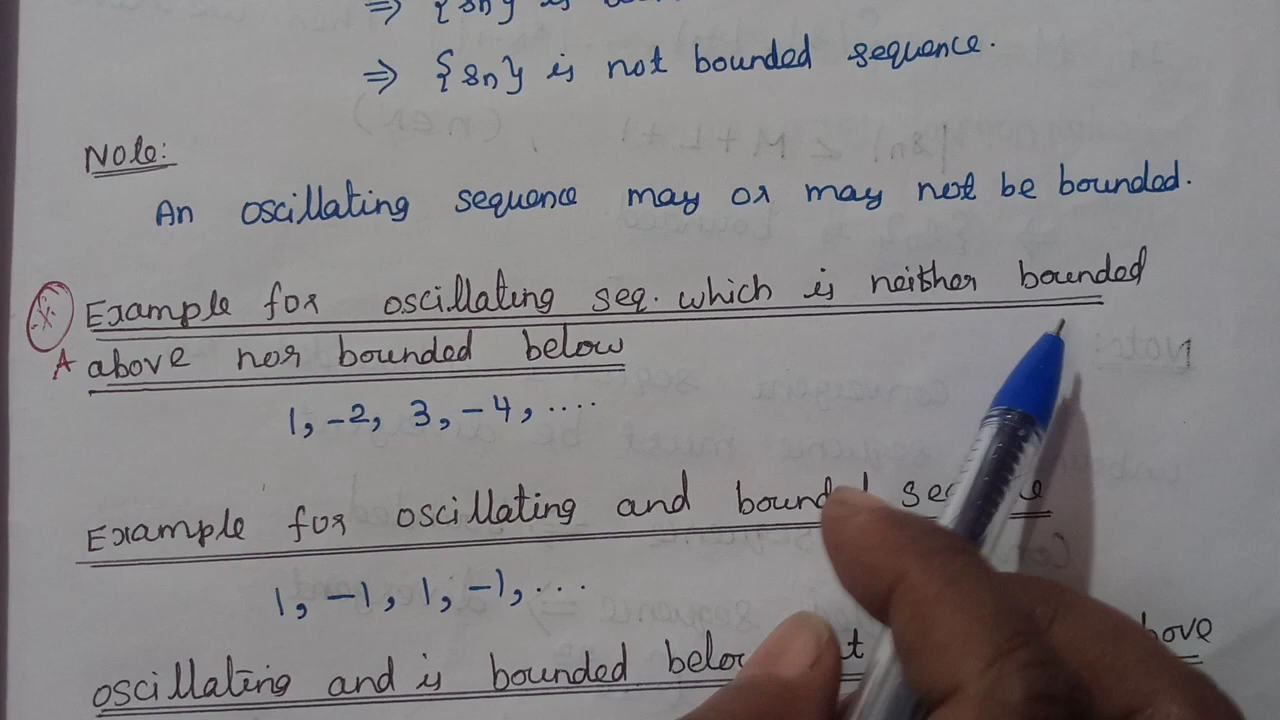 ⇒ {sn} is
⇒ {sn} is not bounded sequence.
Note:
An oscillating sequence may or may not be bounded.
Example for oscillating seq. which is neither bounded
A above nor bounded below
1, -2, 3, -4, ....
Example for oscillating and
1, -1, 1, -1, ...
oscillating and is bounded